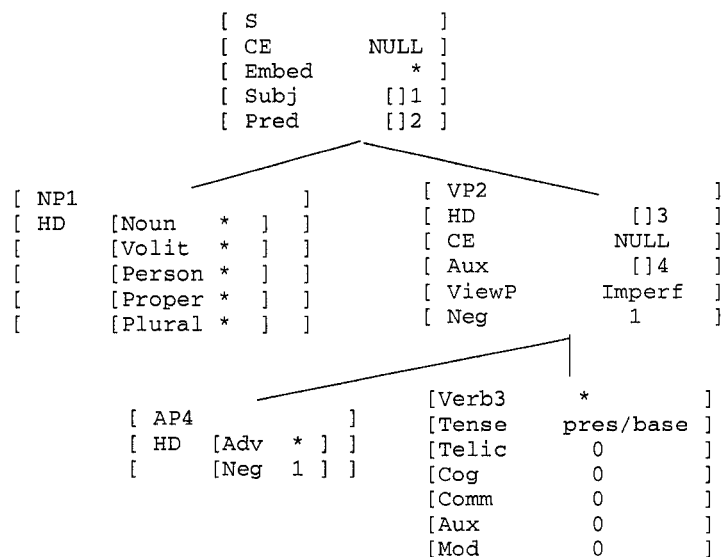 [ S ]
[ CE NULL ]
[ Embed * ]
[ Subj []1 ]
[ Pred []2 ]
[ NP1 ]
[ HD [Noun * ] ]
[ [Volit * ] ]
[ [Person * ] ]
[ [Proper * ] ]
[ [Plural * ] ]
[ VP2 ]
[ HD []3 ]
[ CE NULL ]
[ Aux []4 ]
[ ViewP Imperf ]
[ Neg 1 ]
[ AP4 ]
[ HD [Adv * ] ]
[ [Neg 1 ] ]
[Verb3 * ]
[Tense pres/base ]
[Telic 0 ]
[Cog 0 ]
[Comm 0 ]
[Aux 0 ]
[Mod 0 ]